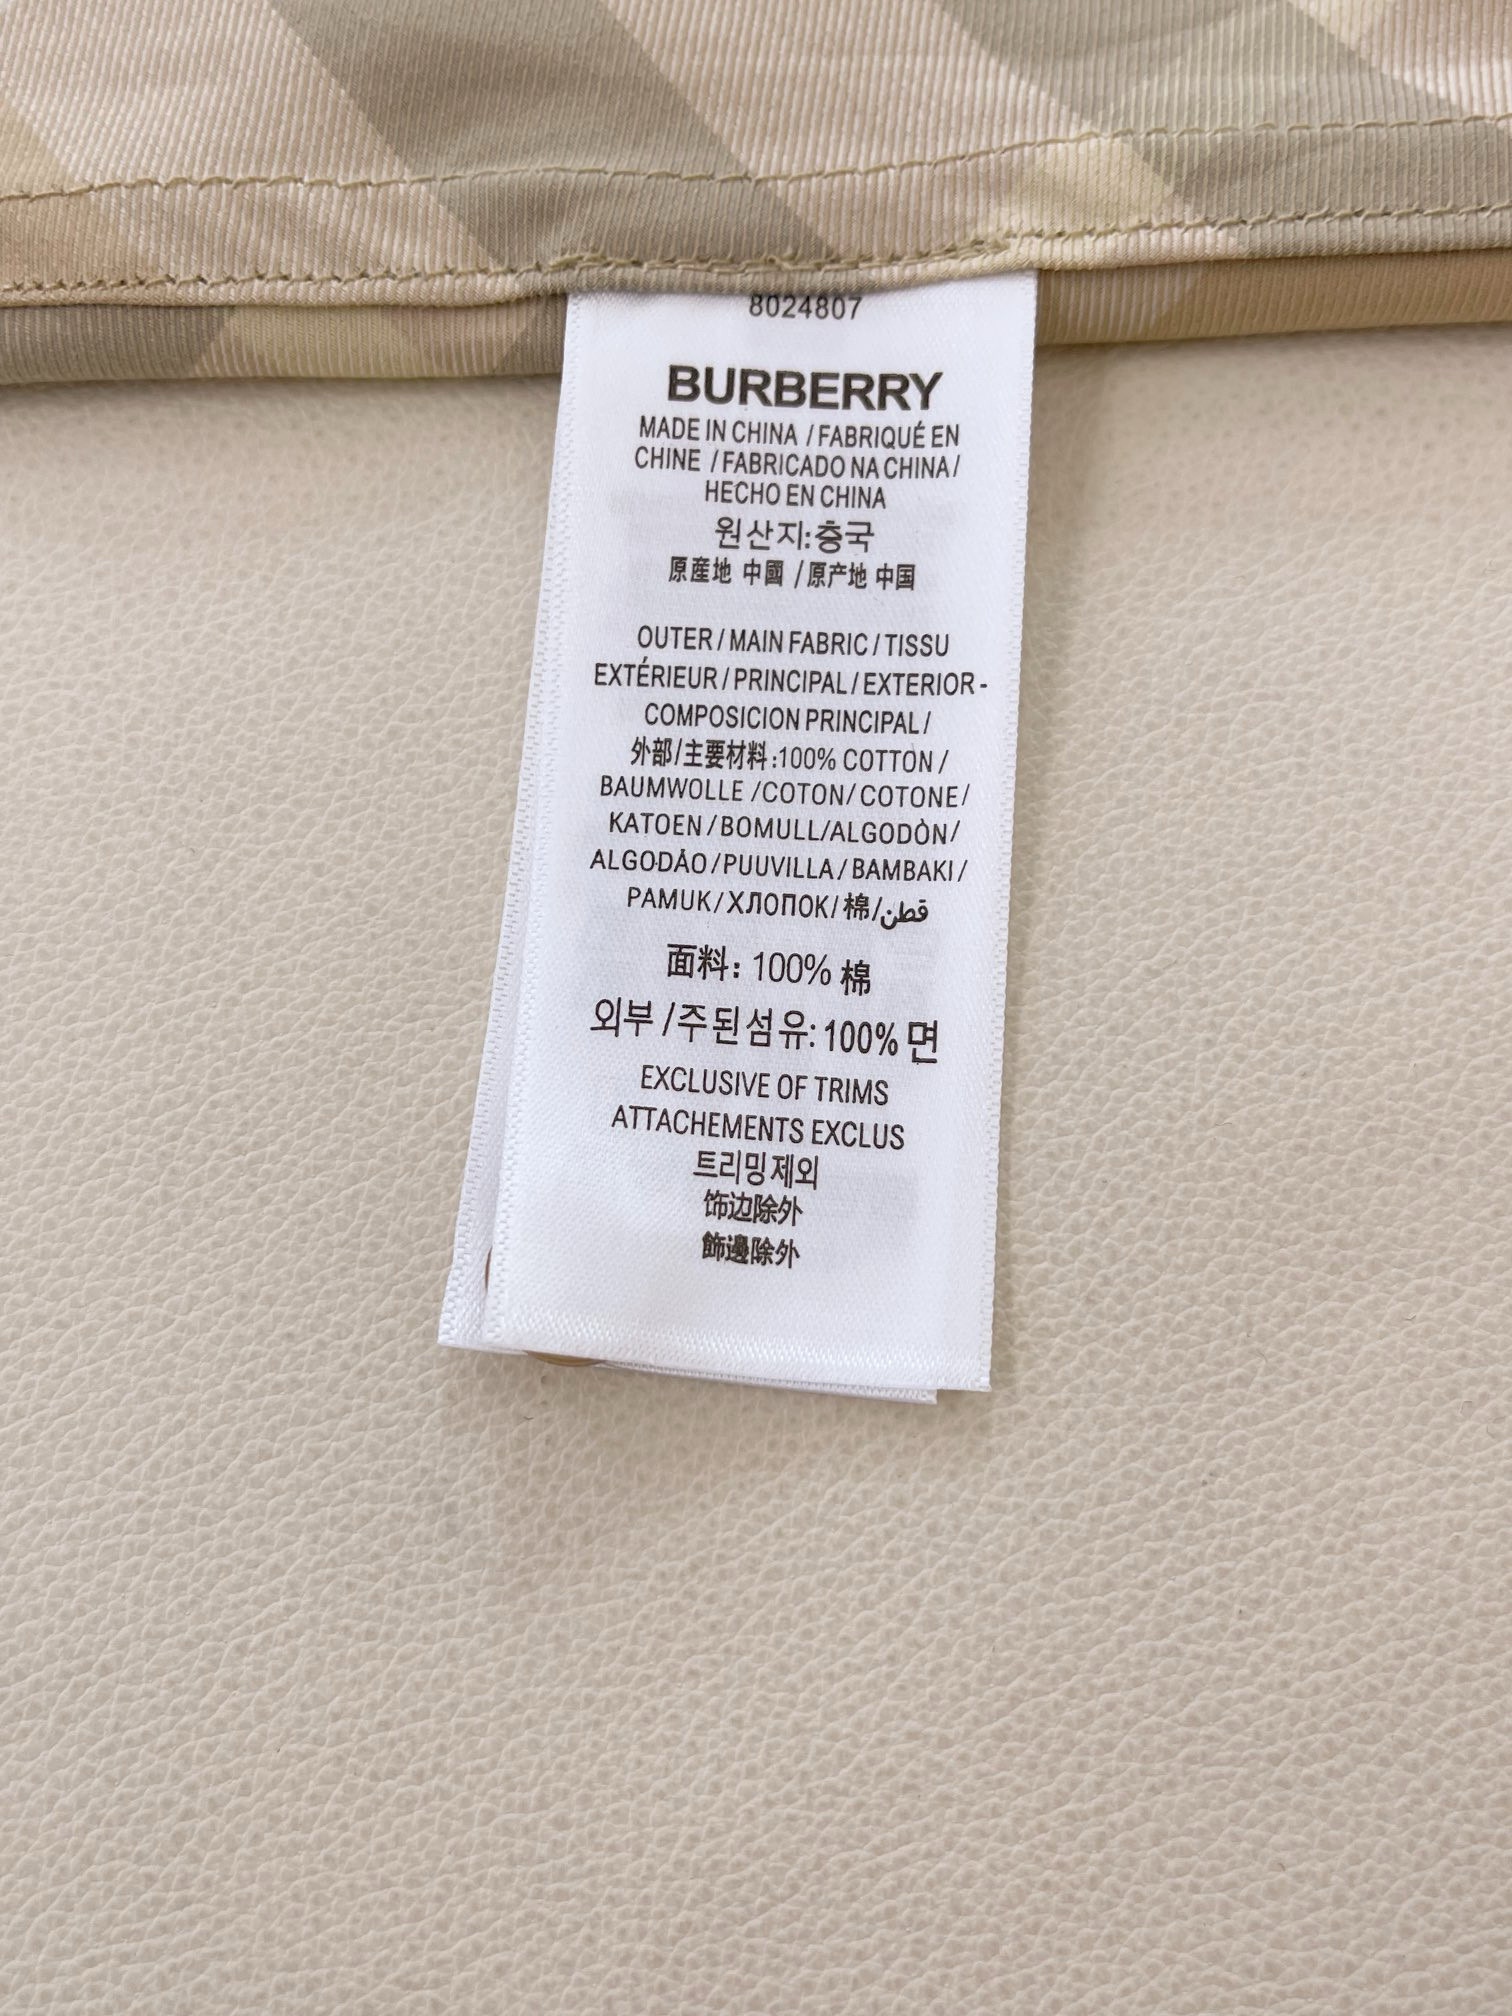 8024807
BURBERRY
MADE IN CHINA / FABRIQUÉ EN
CHINE / FABRICADO NA CHINA /
HECHO EN CHINA
원산지:충국
原産地 中國 / 原产地 中国
OUTER / MAIN FABRIC / TISSU
EXTÉRIEUR / PRINCIPAL / EXTERIOR -
COMPOSICION PRINCIPAL /
外部/主要材料:100% COTTON /
BAUMWOLLE /COTON/ COTONE/
KATOEN / BOMULL/ALGODÒN/
ALGODÃO / PUUVILLA / BAMBAKI /
PAMUK/ ХЛОПОК/ 棉/قطن
面料: 100% 棉
외부 /주된섬유: 100% 면
EXCLUSIVE OF TRIMS
ATTACHEMENTS EXCLUS
트리밍제외
饰边除外
飾邊除外